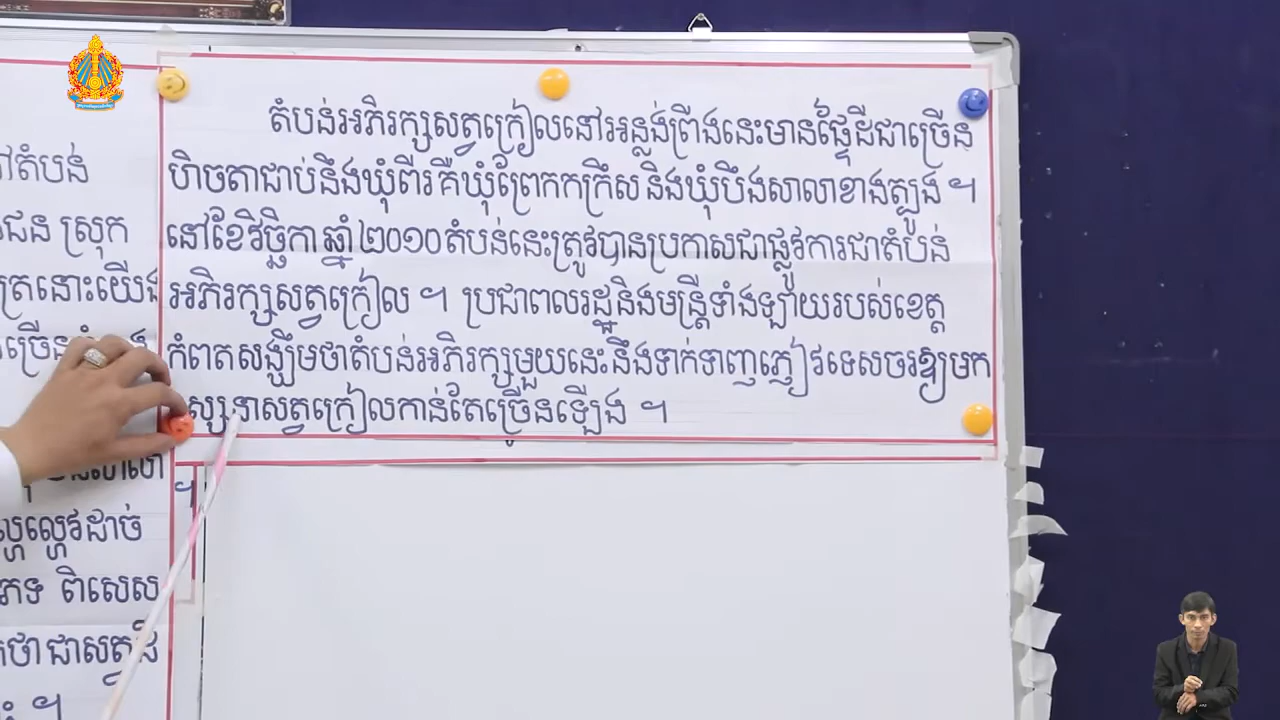 តំបន់អភិរក្សសត្វក្រៀលនៅអន្លង់ព្រីងនេះមានផ្ទៃដីជាច្រើន
ហិចតាជាប់នឹងឃុំពីរ គឺឃុំព្រែកកក្រឹស និងឃុំបឹងសាលាខាងត្បូង ។
នៅខែវិច្ឆិកា ឆ្នាំ ២០១០ តំបន់នេះត្រូវបានប្រកាសជាផ្លូវការជាតំបន់
អភិរក្សសត្វក្រៀល ។ ប្រជាពលរដ្ឋនិងមន្ត្រីទាំងឡាយរបស់ខេត្ត
កំពតសង្ឃឹមថាតំបន់អភិរក្សមួយនេះនឹងទាក់ទាញភ្ញៀវទេសចរឱ្យមក
ស្សនាសត្វក្រៀលកាន់តែច្រើនឡើង ។
តំបន់
ជន ស្រុក
នោះយើង
ល្ហេល្ហេវដាច់
ភេទ ពិសេស
ថា ជាសត្វដ៏